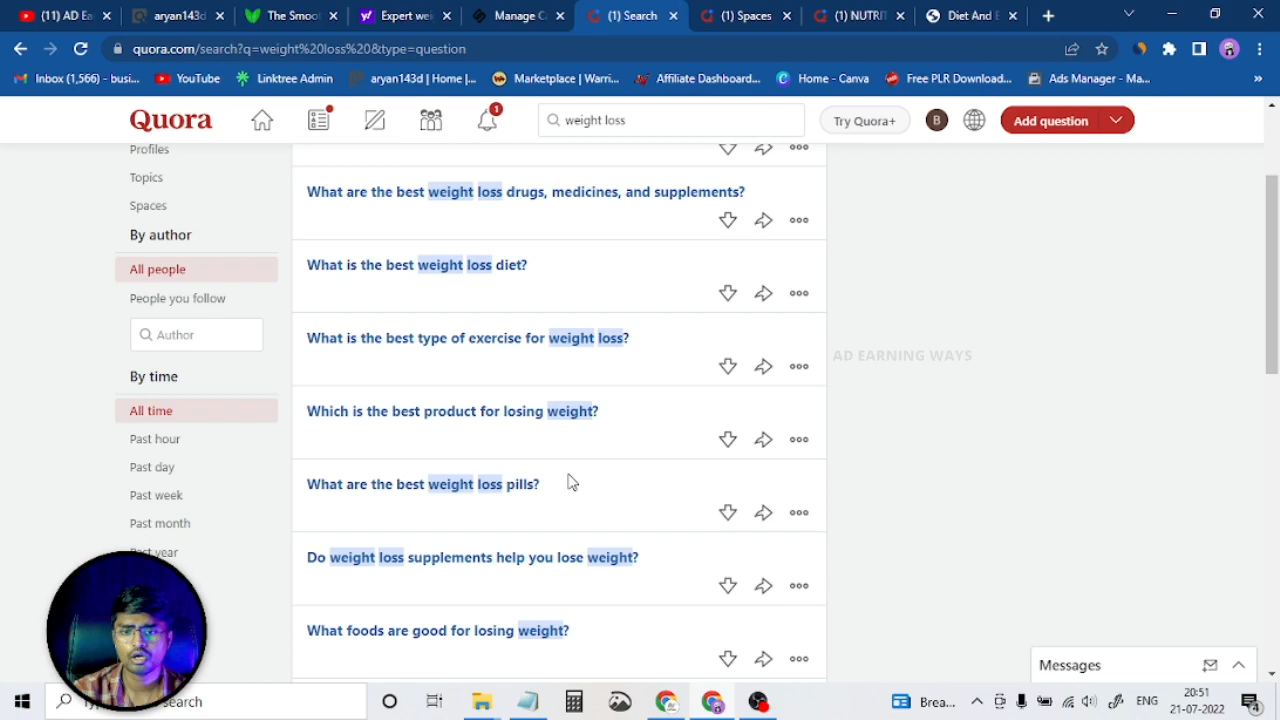 (11) AD Ea
aryan143d
The Smoo
Expert we
Manage C
(1) Search
(1) Spaces
(1) NUTRIT
Diet And E
quora.com/search?q=weight%20loss%20&type=question
Inbox (1,566) - busi...
YouTube
Linktree Admin
aryan143d | Home |...
Marketplace | Warri...
Affiliate Dashboard...
Home - Canva
Free PLR Download...
Ads Manager - Ma...
»
Quora
1
weight loss
Try Quora+
B
Add question
Profiles
Topics
Spaces
By author
All people
People you follow
Author
By time
All time
Past hour
Past day
Past week
Past month
st year
What are the best weight loss drugs, medicines, and supplements?
What is the best weight loss diet?
What is the best type of exercise for weight loss?
Which is the best product for losing weight?
What are the best weight loss pills?
Do weight loss supplements help you lose weight?
What foods are good for losing weight?
AD EARNING WAYS
Messages
search
Brea...
ENG
20:51
21-07-2022
4